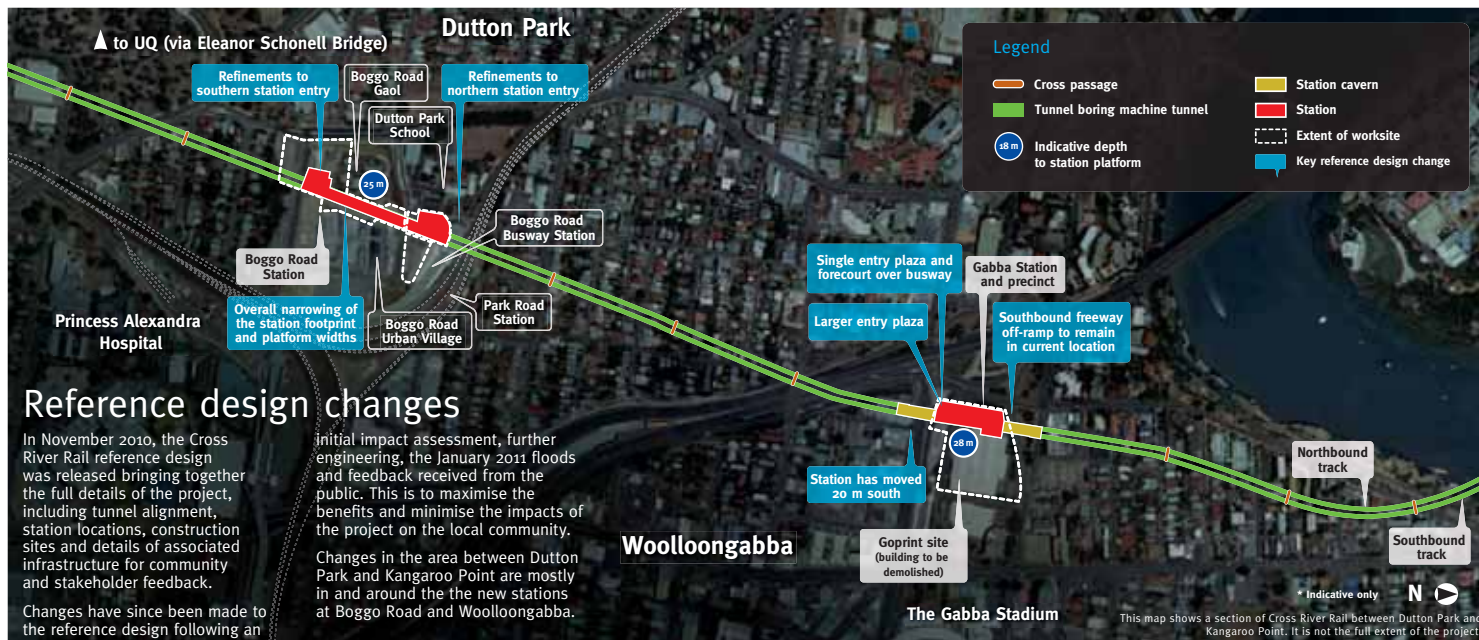 Dutton Park
to UQ (via Eleanor Schonell Bridge)
Refinements to
southern station entry
Boggo Road
Gaol
Refinements to
northern station entry
Dutton Park
School
25 m
Boggo Road
Busway Station
Boggo Road
Station
Park Road
Station
Overall narrowing of
the station footprint
and platform widths
Boggo Road
Urban Village
Princess Alexandra
Hospital
Legend
Cross passage
Tunnel boring machine tunnel
18 m
Indicative depth
to station platform
Station cavern
Station
Extent of worksite
Key reference design change
Single entry plaza and
forecourt over busway
Gabba Station
and precinct
Larger entry plaza
Southbound freeway
off-ramp to remain
in current location
28 m
Station has moved
20 m south
Goprint site
(building to be
demolished)
Woolloongabba
The Gabba Stadium
Northbound
track
Southbound
track
* Indicative only
N
This map shows a section of Cross River Rail between Dutton Park and
Kangaroo Point. It is not the full extent of the project
Reference design changes
In November 2010, the Cross
River Rail reference design
was released bringing together
the full details of the project,
including tunnel alignment,
station locations, construction
sites and details of associated
infrastructure for community
and stakeholder feedback.
Changes have since been made to
the reference design following an
initial impact assessment, further
engineering, the January 2011 floods
and feedback received from the
public. This is to maximise the
benefits and minimise the impacts of
the project on the local community.
Changes in the area between Dutton
Park and Kangaroo Point are mostly
in and around the the new stations
at Boggo Road and Woolloongabba.